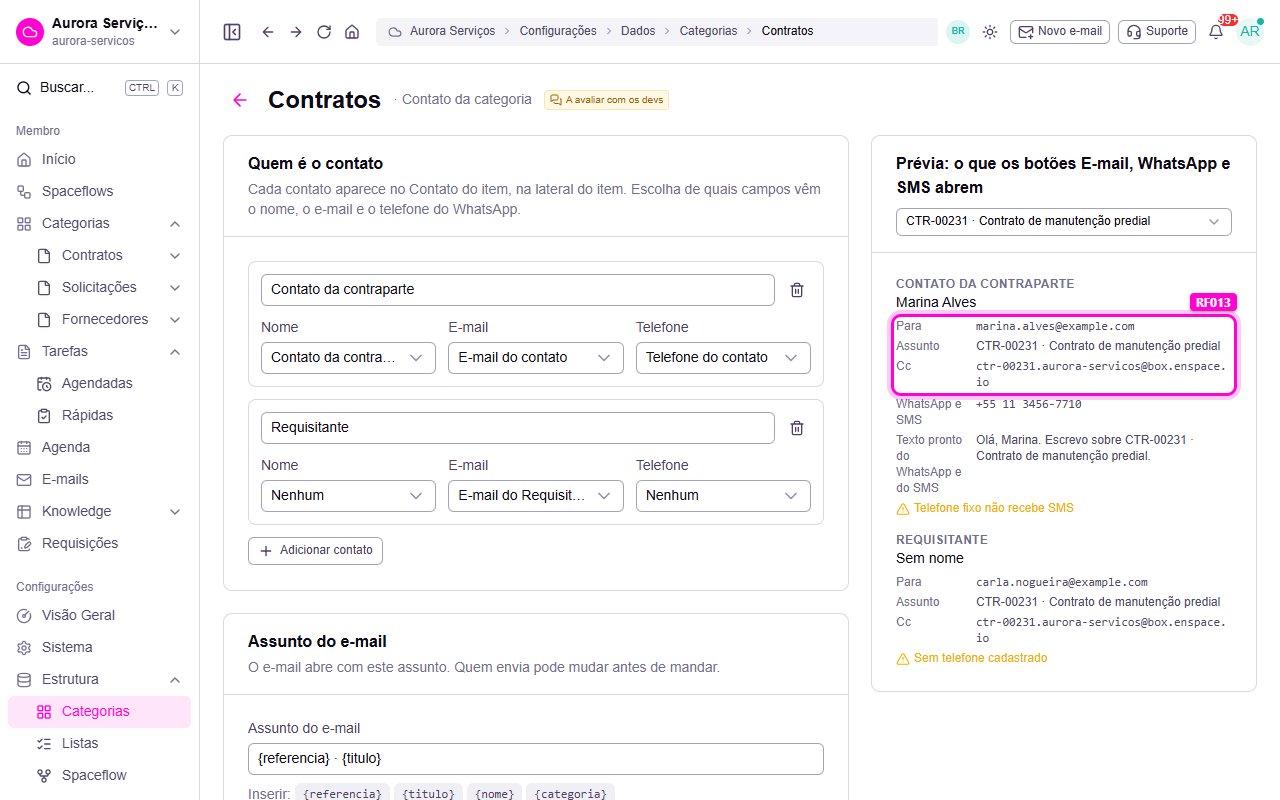 Aurora Serviç...
aurora-servicos
Aurora Serviços
Configurações
Dados
Categorias
Contratos
BR
Novo e-mail
Suporte
99+
AR
Buscar...
CTRL
K
Membro
Início
Spaceflows
Categorias
Contratos
Solicitações
Fornecedores
Tarefas
Agendadas
Rápidas
Agenda
E-mails
Knowledge
Requisições
Configurações
Visão Geral
Sistema
Estrutura
Categorias
Listas
Spaceflow
Contratos
· Contato da categoria
A avaliar com os devs
Quem é o contato
Cada contato aparece no Contato do item, na lateral do item. Escolha de quais campos vêm
o nome, o e-mail e o telefone do WhatsApp.
Contato da contraparte
Nome
E-mail
Telefone
Contato da contra...
E-mail do contato
Telefone do contato
Requisitante
Nome
E-mail
Telefone
Nenhum
E-mail do Requisit...
Nenhum
Adicionar contato
Assunto do e-mail
O e-mail abre com este assunto. Quem envia pode mudar antes de mandar.
Assunto do e-mail
{referencia} · {titulo}
Inserir: {referencia} {titulo} {nome} {categoria}
Prévia: o que os botões E-mail, WhatsApp e
SMS abrem
CTR-00231 · Contrato de manutenção predial
CONTATO DA CONTRAPARTE
Marina Alves
RF013
Para marina.alves@example.com
Assunto CTR-00231 · Contrato de manutenção predial
Cc ctr-00231.aurora-servicos@box.enspace.
io
WhatsApp e +55 11 3456-7710
SMS
Texto pronto Olá, Marina. Escrevo sobre CTR-00231 ·
do Contrato de manutenção predial.
WhatsApp e
do SMS
Telefone fixo não recebe SMS
REQUISITANTE
Sem nome
Para carla.nogueira@example.com
Assunto CTR-00231 · Contrato de manutenção predial
Cc ctr-00231.aurora-servicos@box.enspace.
io
Sem telefone cadastrado